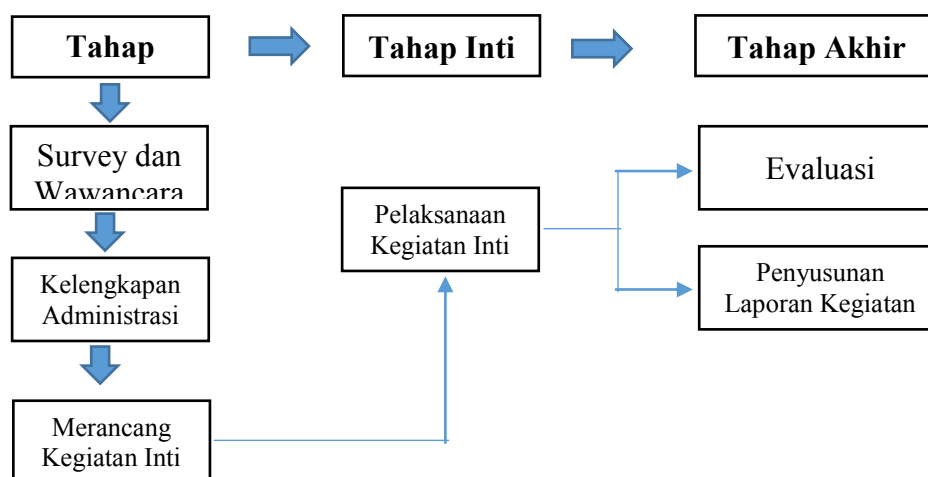 Tahap
Tahap Inti
Tahap Akhir
Survey dan
Wawancara
Kelengkapan
Administrasi
Merancang
Kegiatan Inti
Pelaksanaan
Kegiatan Inti
Evaluasi
Penyusunan
Laporan Kegiatan